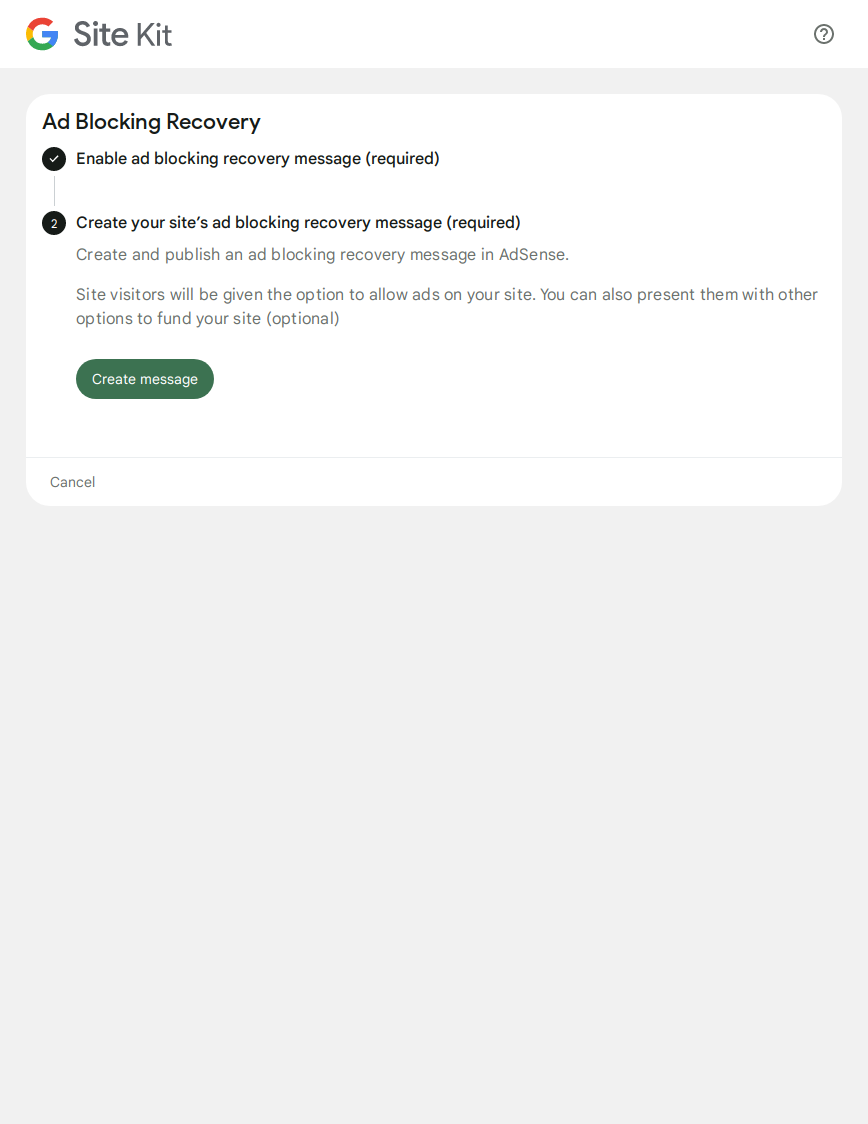 Site Kit
Ad Blocking Recovery
Enable ad blocking recovery message (required)
2
Create your site’s ad blocking recovery message (required)
Create and publish an ad blocking recovery message in AdSense.
Site visitors will be given the option to allow ads on your site. You can also present them with other
options to fund your site (optional)
Create message
Cancel